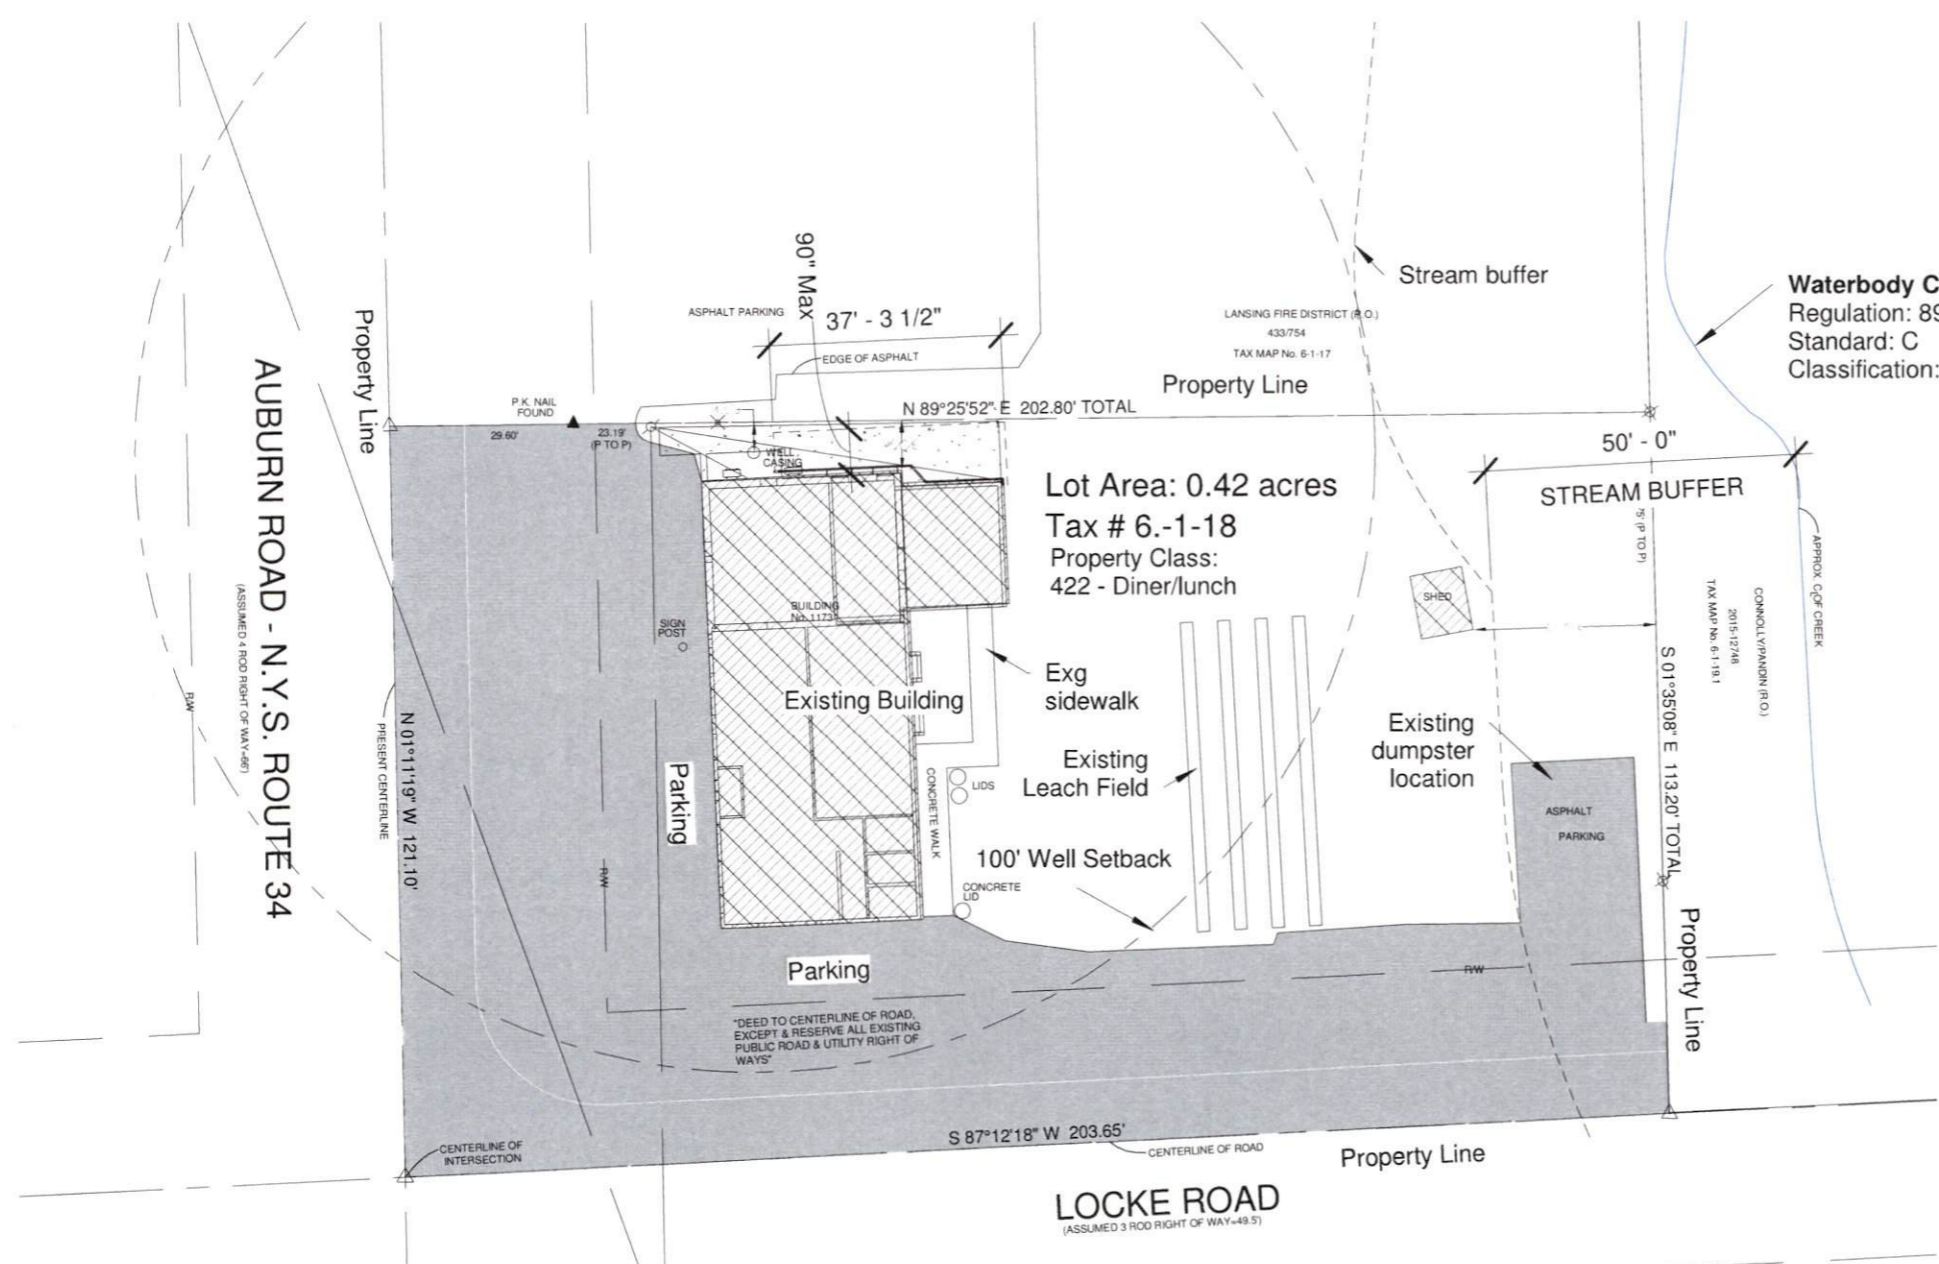 90" Max
37' - 3 1/2"
ASPHALT PARKING
EDGE OF ASPHALT
Stream buffer
LANSING FIRE DISTRICT (R.O.)
433/754
TAX MAP No. 6-1-17
Waterbody C
Regulation: 89
Standard: C
Classification:
Property Line
Property Line
N 89°25'52" E 202.80' TOTAL
P.K. NAIL
FOUND
29.60'
23.19'
(P TO P)
WELL
CASING
50' - 0"
STREAM BUFFER
75' (P TO P)
Lot Area: 0.42 acres
Tax # 6.-1-18
Property Class:
422 - Diner/lunch
AUBURN ROAD - N.Y.S. ROUTE 34
(ASSUMED 4 ROD RIGHT OF WAY=66')
R/W
PRESENT CENTERLINE
N 01°11'19" W 121.10'
SIGN
POST
BUILDING
No. 1173
SHED
APPROX. C OF CREEK
CONNOLLY/PANDIN (R.O.)
2015-12748
TAX MAP No. 6-1-19.1
S 01°35'08" E 113.20' TOTAL
Existing Building
Exg
sidewalk
Existing
Leach Field
Existing
dumpster
location
Parking
R/W
CONCRETE WALK
LIDS
ASPHALT
PARKING
100' Well Setback
CONCRETE
LID
Property Line
Parking
R/W
"DEED TO CENTERLINE OF ROAD,
EXCEPT & RESERVE ALL EXISTING
PUBLIC ROAD & UTILITY RIGHT OF
WAYS"
S 87°12'18" W 203.65'
CENTERLINE OF
INTERSECTION
CENTERLINE OF ROAD
Property Line
LOCKE ROAD
(ASSUMED 3 ROD RIGHT OF WAY=49.5')